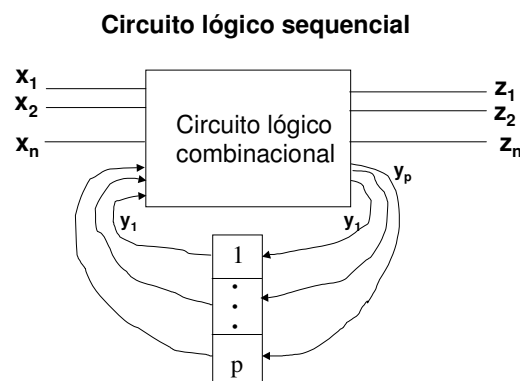 Circuito lógico sequencial
x1
x2
xn
Circuito lógico
combinacional
z1
z2
zn
yp
y1
y1
1
p